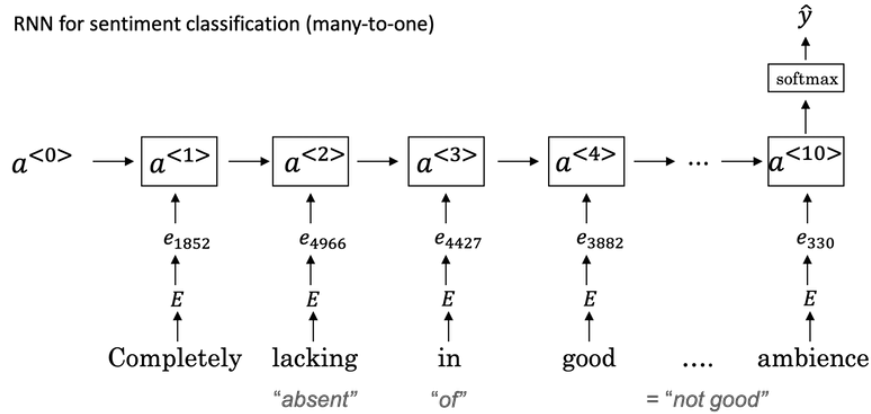 RNN for sentiment classification (many-to-one)
ŷ
softmax
a<0> a<1> a<2> a<3> a<4> ... a<10>
e1852 e4966 e4427 e3882 e330
E E E E E
Completely lacking in good .... ambience
“absent” “of” = “not good”